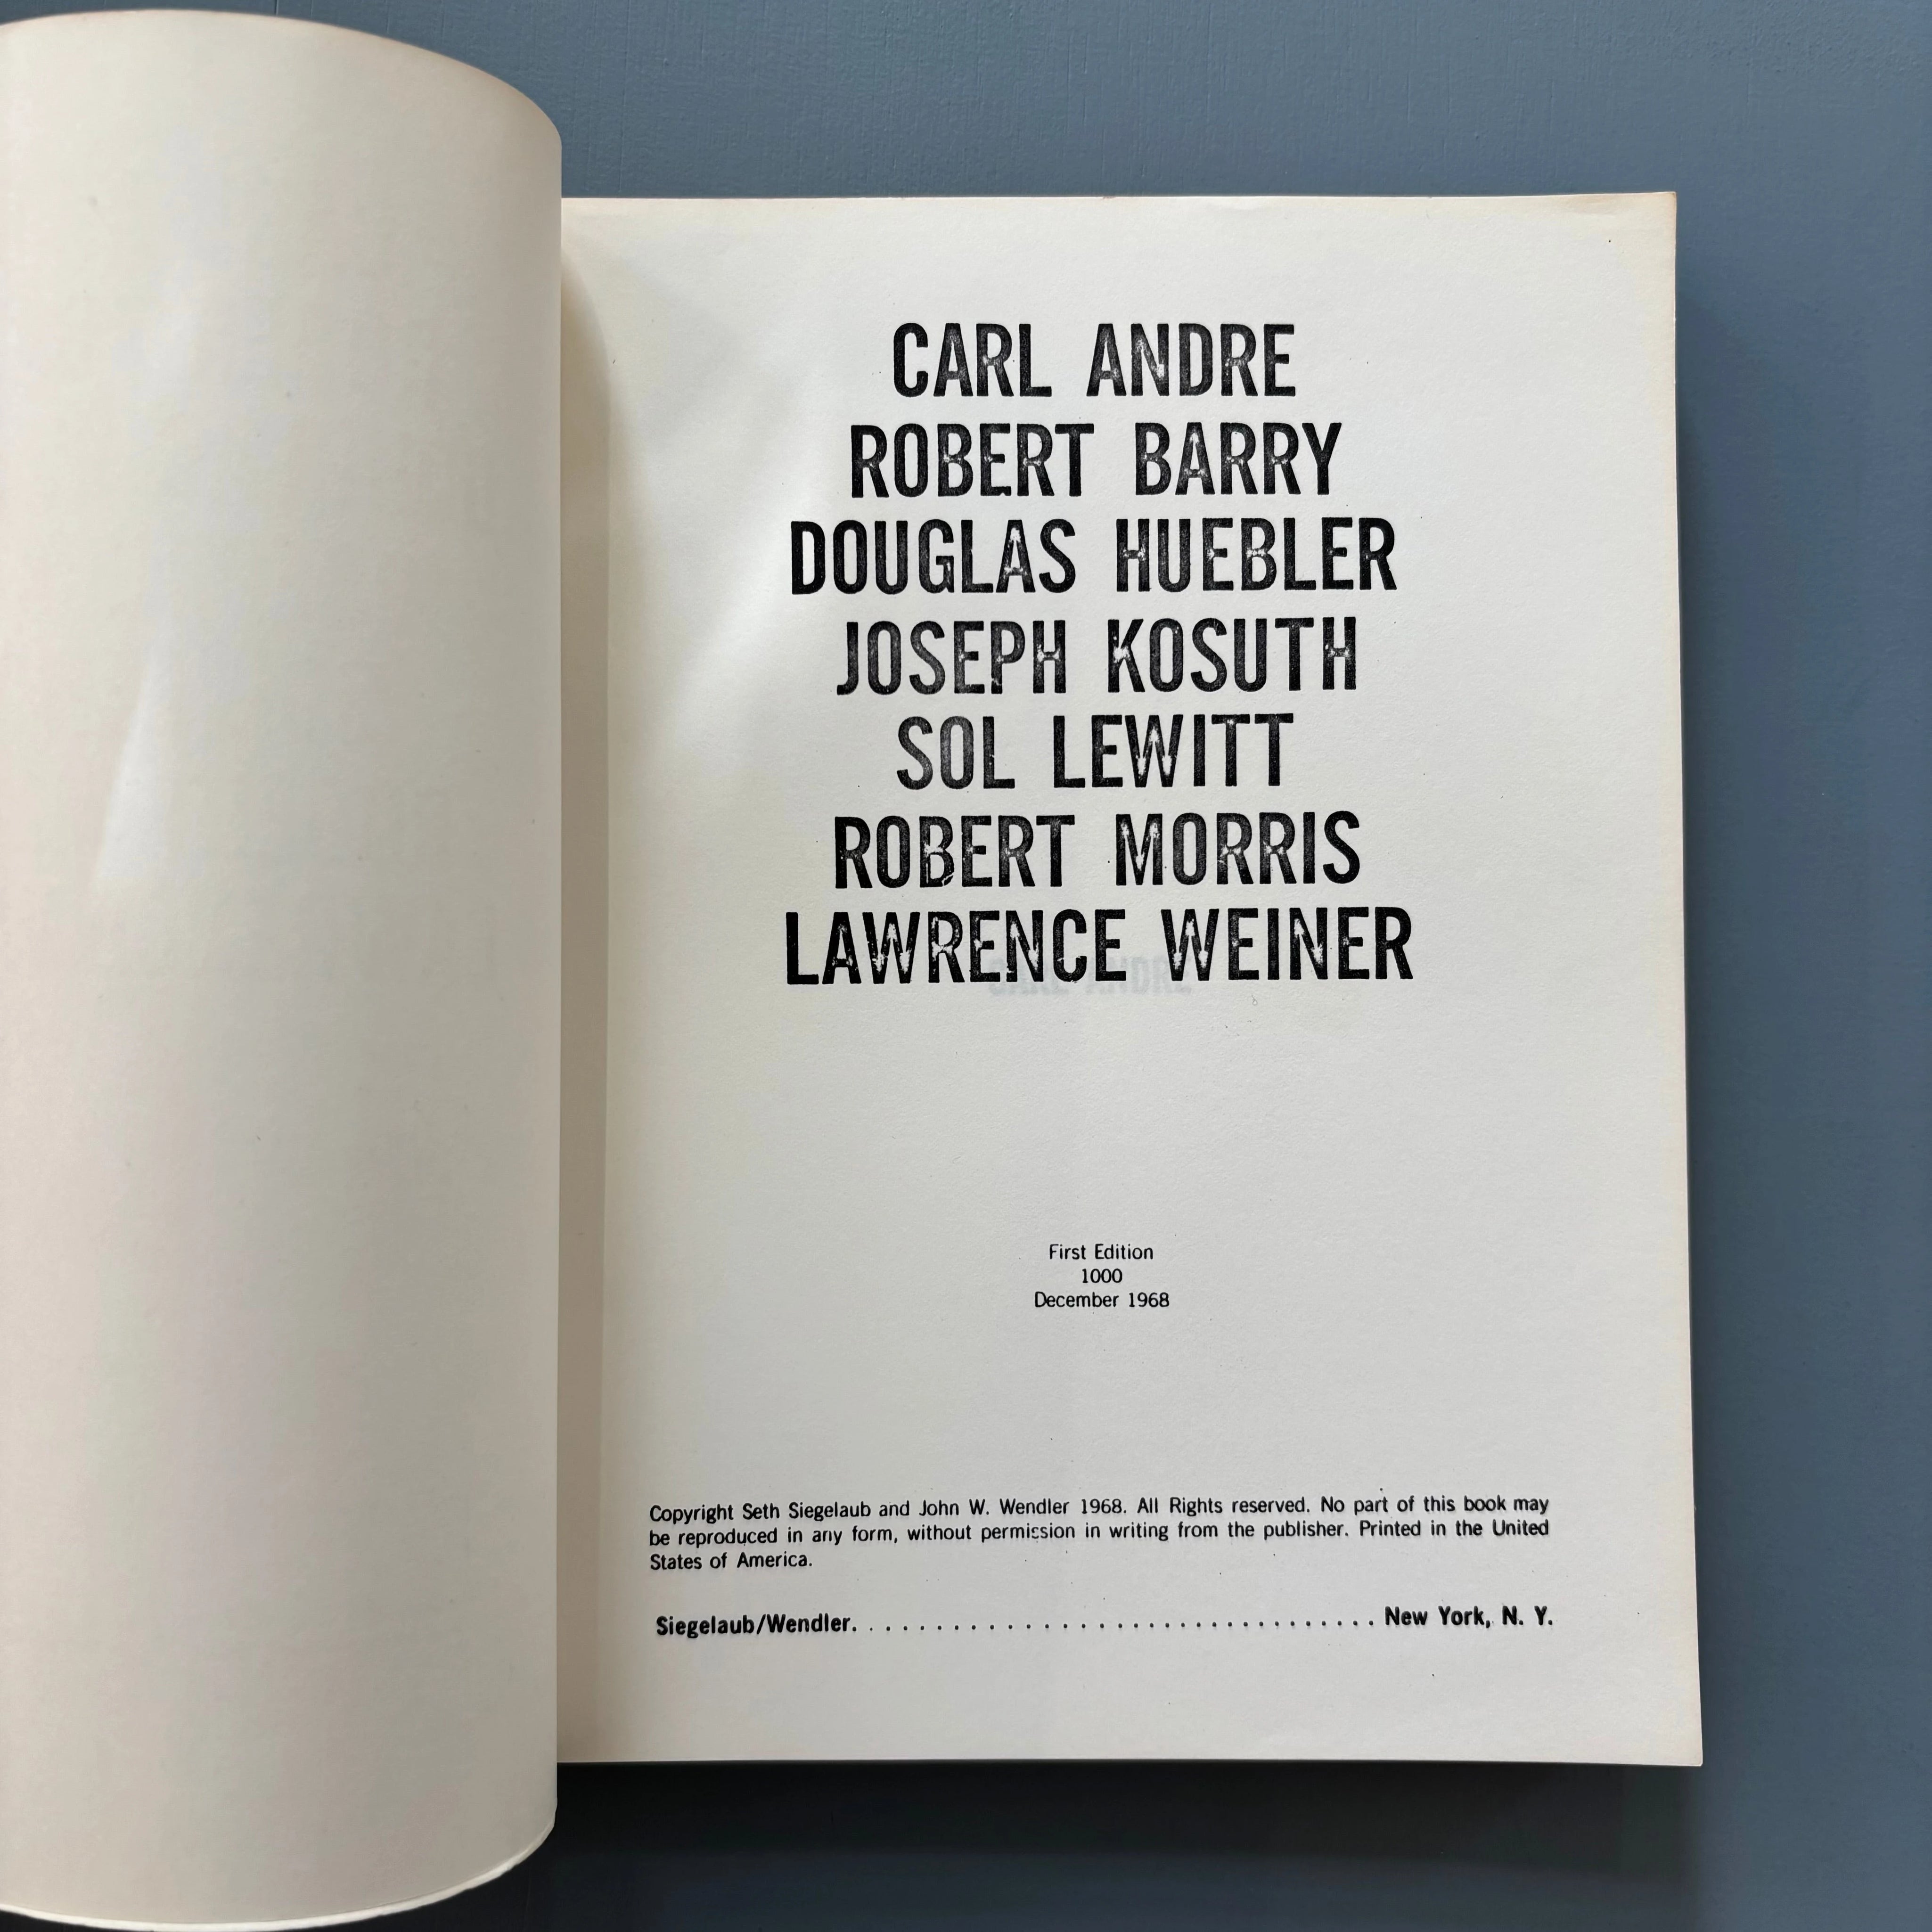 CARL ANDRE
ROBERT BARRY
DOUGLAS HUEBLER
JOSEPH KOSUTH
SOL LEWITT
ROBERT MORRIS
LAWRENCE WEINER
CARL ANDRE
First Edition
1000
December 1968
Copyright Seth Siegelaub and John W. Wendler 1968. All Rights reserved. No part of this book may
be reproduced in any form, without permission in writing from the publisher. Printed in the United
States of America.
Siegelaub/Wendler. . . . . . . . . . . . . . . . . . . . . . . . . . . . . . New York, N. Y.